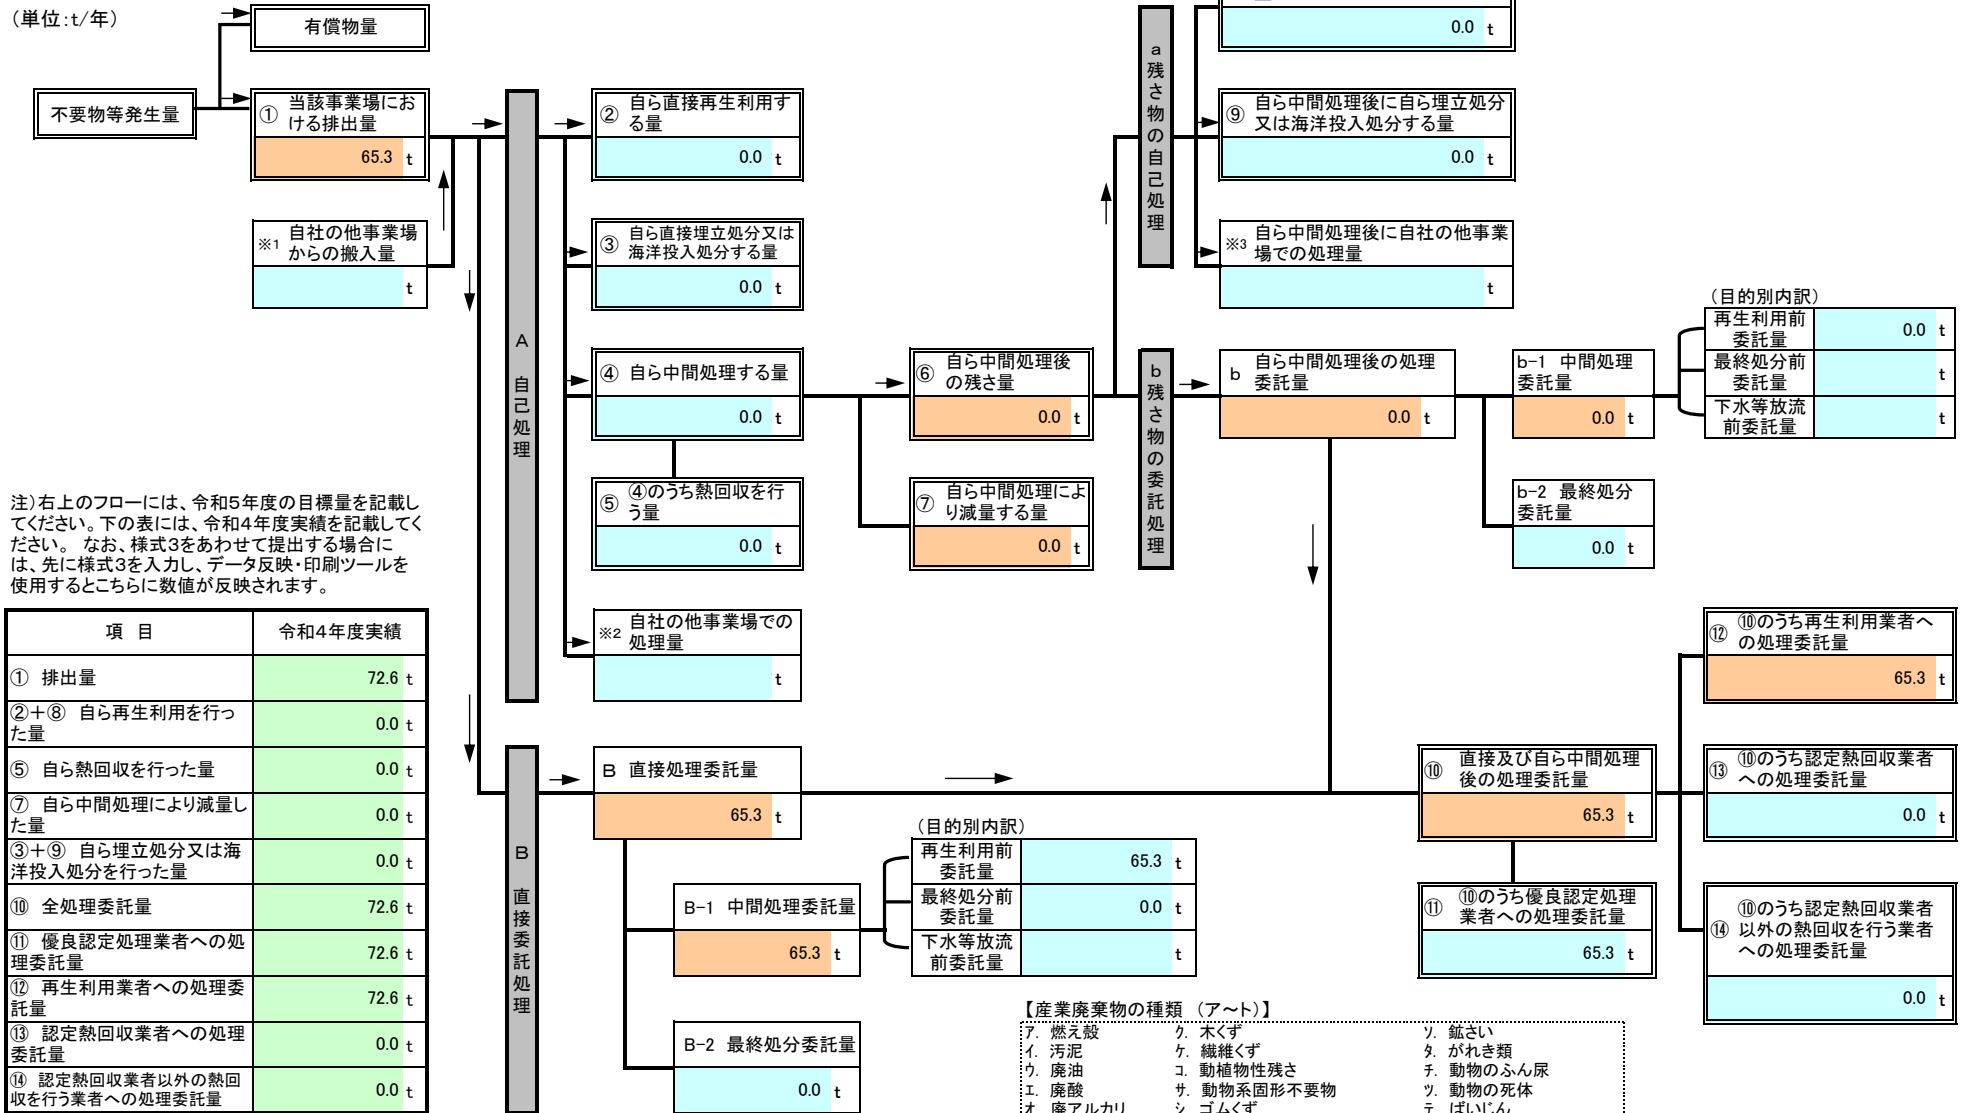 （単位:t/年）
有償物量
不要物等発生量
① 当該事業場にお
ける排出量
65.3 t
※1 自社の他事業場
からの搬入量
t
A 自己処理
② 自ら直接再生利用す
る量
0.0 t
③ 自ら直接埋立処分又は
海洋投入処分する量
0.0 t
④ 自ら中間処理する量
0.0 t
⑤ ④のうち熱回収を行
う量
0.0 t
※2 自社の他事業場での
処理量
t
⑥ 自ら中間処理後
の残さ量
0.0 t
⑦ 自ら中間処理によ
り減量する量
0.0 t
a 残さ物の自己処理
0.0 t
⑨ 自ら中間処理後に自ら埋立処分
又は海洋投入処分する量
0.0 t
※3 自ら中間処理後に自社の他事業
場での処理量
t
b 残さ物の委託処理
b 自ら中間処理後の処理
委託量
0.0 t
b-1 中間処理
委託量
0.0 t
b-2 最終処分
委託量
0.0 t
（目的別内訳）
再生利用前
委託量
0.0 t
最終処分前
委託量
t
下水等放流
前委託量
t
注）右上のフローには、令和5年度の目標量を記載し
てください。下の表には、令和4年度実績を記載してく
ださい。 なお、様式3をあわせて提出する場合に
は、先に様式3を入力し、データ反映・印刷ツールを
使用するとこちらに数値が反映されます。
項 目 令和4年度実績
① 排出量 72.6 t
②+⑧ 自ら再生利用を行っ
た量 0.0 t
⑤ 自ら熱回収を行った量 0.0 t
⑦ 自ら中間処理により減量し
た量 0.0 t
③+⑨ 自ら埋立処分又は海
洋投入処分を行った量 0.0 t
⑩ 全処理委託量 72.6 t
⑪ 優良認定処理業者への処
理委託量 72.6 t
⑫ 再生利用業者への処理委
託量 72.6 t
⑬ 認定熱回収業者への処理
委託量 0.0 t
⑭ 認定熱回収業者以外の熱回
収を行う業者への処理委託量 0.0 t
B 直接委託処理
B 直接処理委託量
65.3 t
B-1 中間処理委託量
65.3 t
B-2 最終処分委託量
0.0 t
（目的別内訳）
再生利用前
委託量
65.3 t
最終処分前
委託量
0.0 t
下水等放流
前委託量
t
⑩ 直接及び自ら中間処理
後の処理委託量
65.3 t
⑪ ⑩のうち優良認定処理
業者への処理委託量
65.3 t
⑫ ⑩のうち再生利用業者へ
の処理委託量
65.3 t
⑬ ⑩のうち認定熱回収業者
への処理委託量
0.0 t
⑭ ⑩のうち認定熱回収業者
以外の熱回収を行う業者
への処理委託量
0.0 t
【産業廃棄物の種類 （ア～ト）】
ア. 燃え殻 ク. 木くず ソ. 鉱さい
イ. 汚泥 ケ. 繊維くず タ. がれき類
ウ. 廃油 コ. 動植物性残さ チ. 動物のふん尿
エ. 廃酸 サ. 動物系固形不要物 ツ. 動物の死体
オ. 廃アルカリ シ. ゴムくず テ. ばいじん